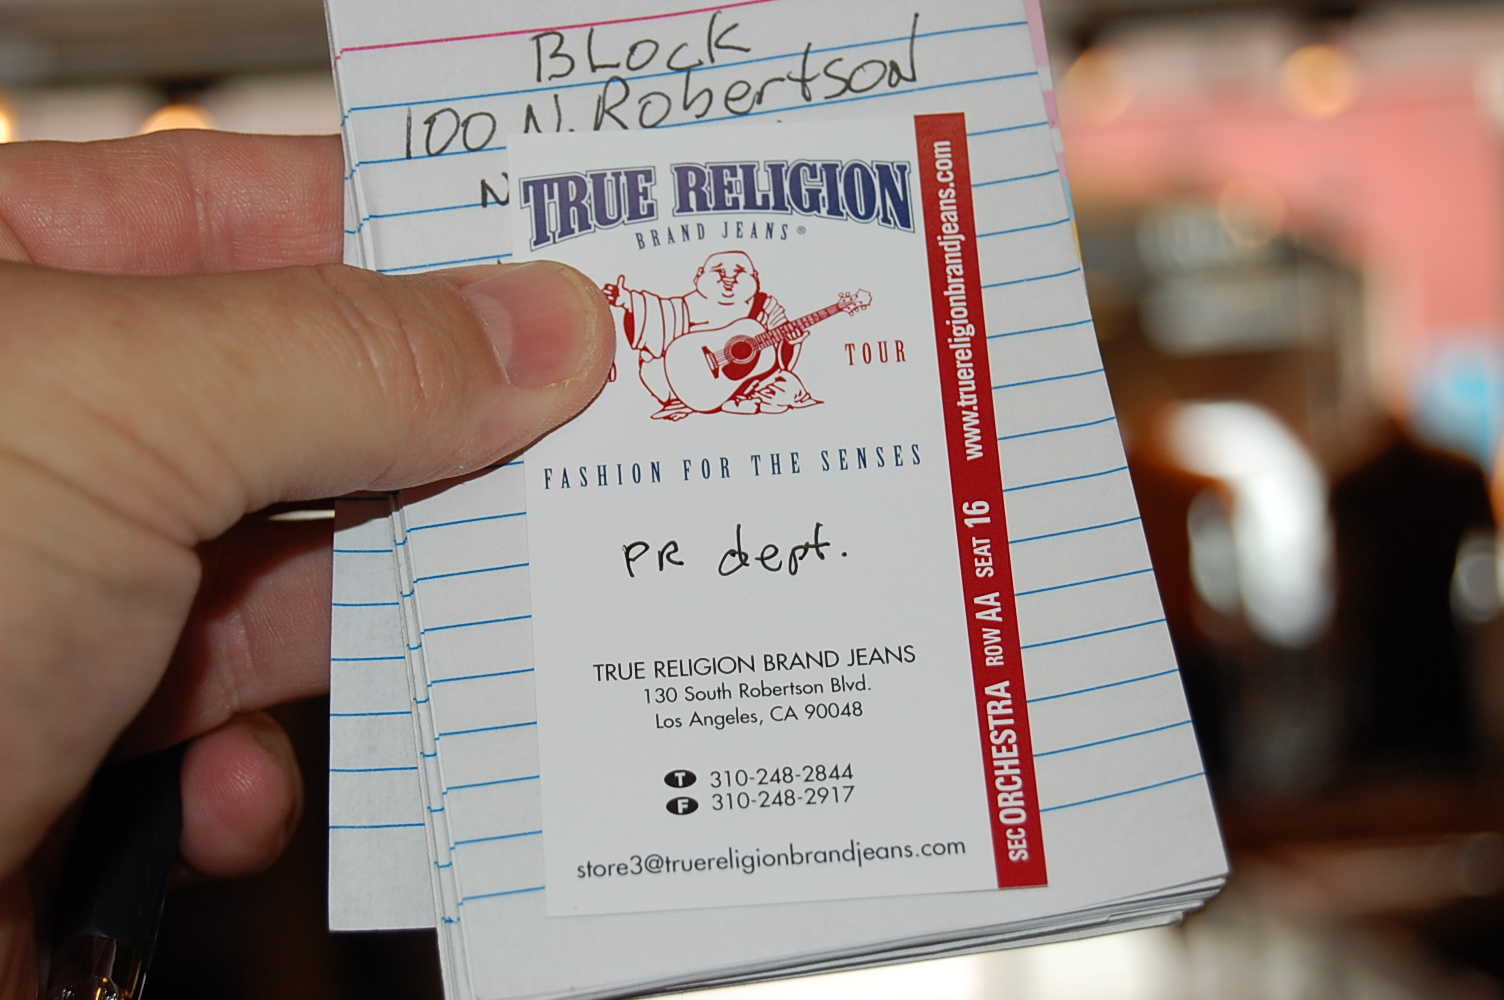 BLock
100 N. Robertson
N
TRUE RELIGION
BRAND JEANS®
TOUR
FASHION FOR THE SENSES
PR dept.
TRUE RELIGION BRAND JEANS
130 South Robertson Blvd.
Los Angeles, CA 90048
T 310-248-2844
F 310-248-2917
store3@truereligionbrandjeans.com
SEC ORCHESTRA ROW AA SEAT 16 www.truereligionbrandjeans.com